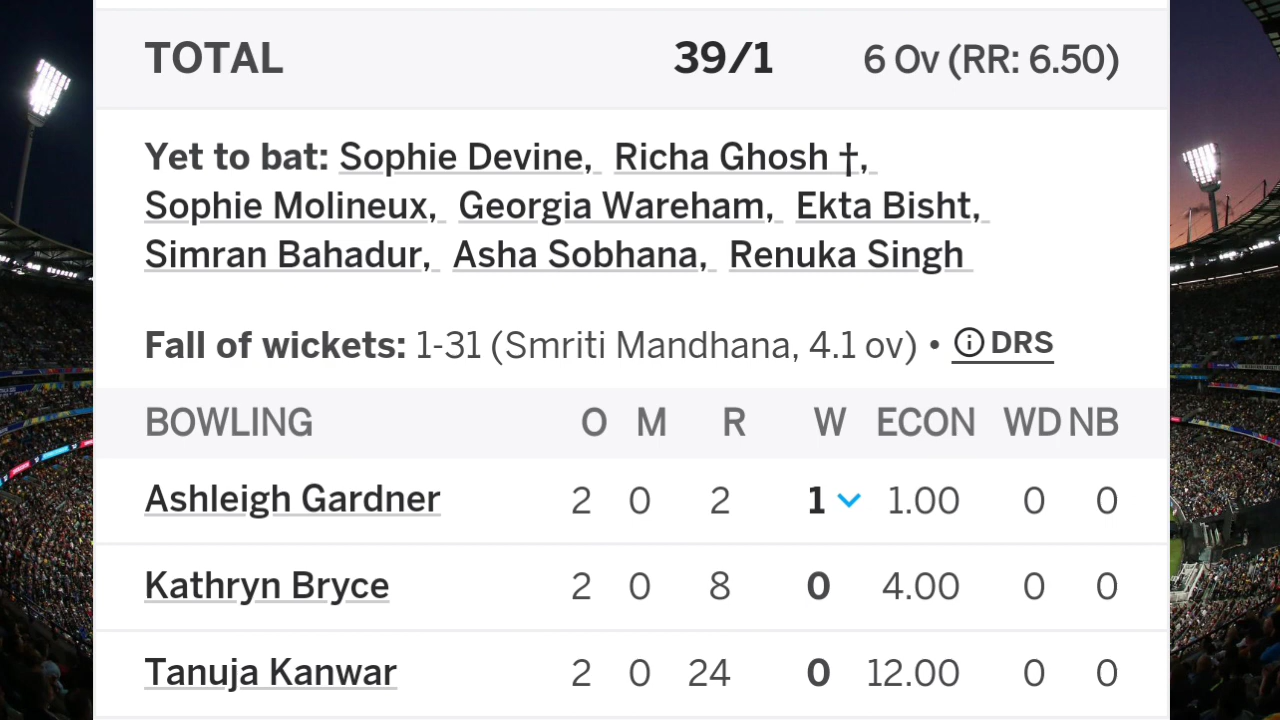 TOTAL 39/1 6 Ov (RR: 6.50)
Yet to bat: Sophie Devine, Richa Ghosh †,
Sophie Molineux, Georgia Wareham, Ekta Bisht,
Simran Bahadur, Asha Sobhana, Renuka Singh
Fall of wickets: 1-31 (Smriti Mandhana, 4.1 ov) • ⓘ DRS
BOWLING O M R W ECON WD NB
Ashleigh Gardner 2 0 2 1 1.00 0 0
Kathryn Bryce 2 0 8 0 4.00 0 0
Tanuja Kanwar 2 0 24 0 12.00 0 0